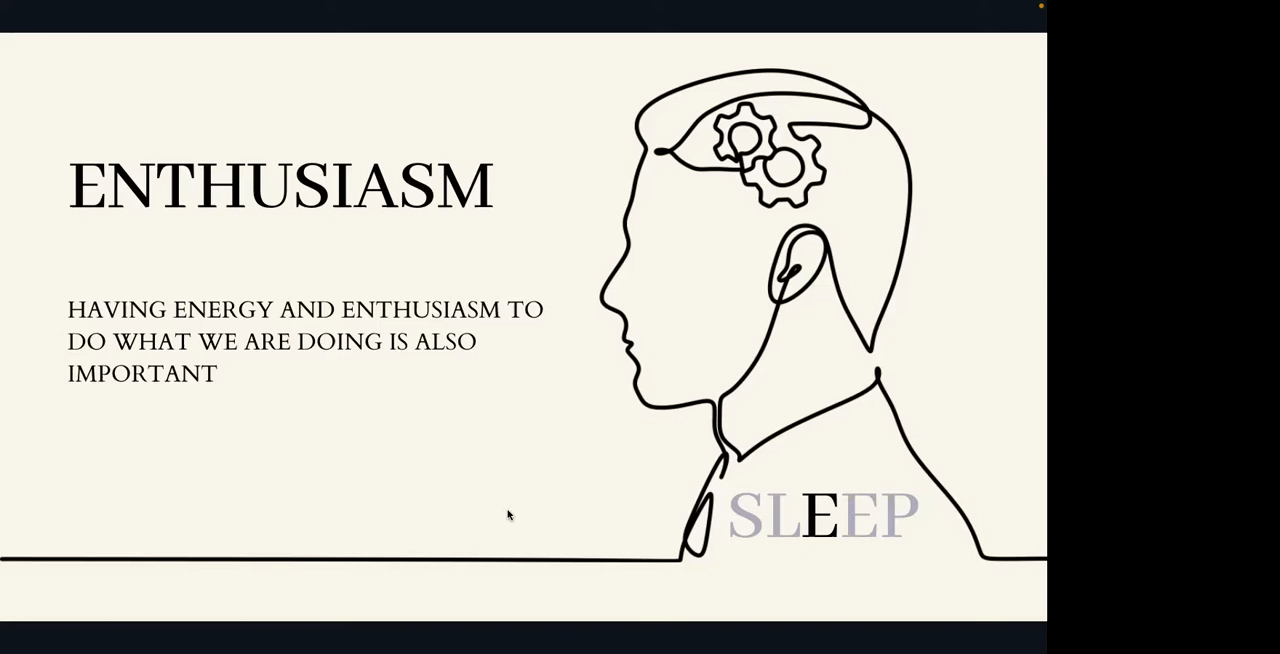 ENTHUSIASM
HAVING ENERGY AND ENTHUSIASM TO
DO WHAT WE ARE DOING IS ALSO
IMPORTANT
SLEEP